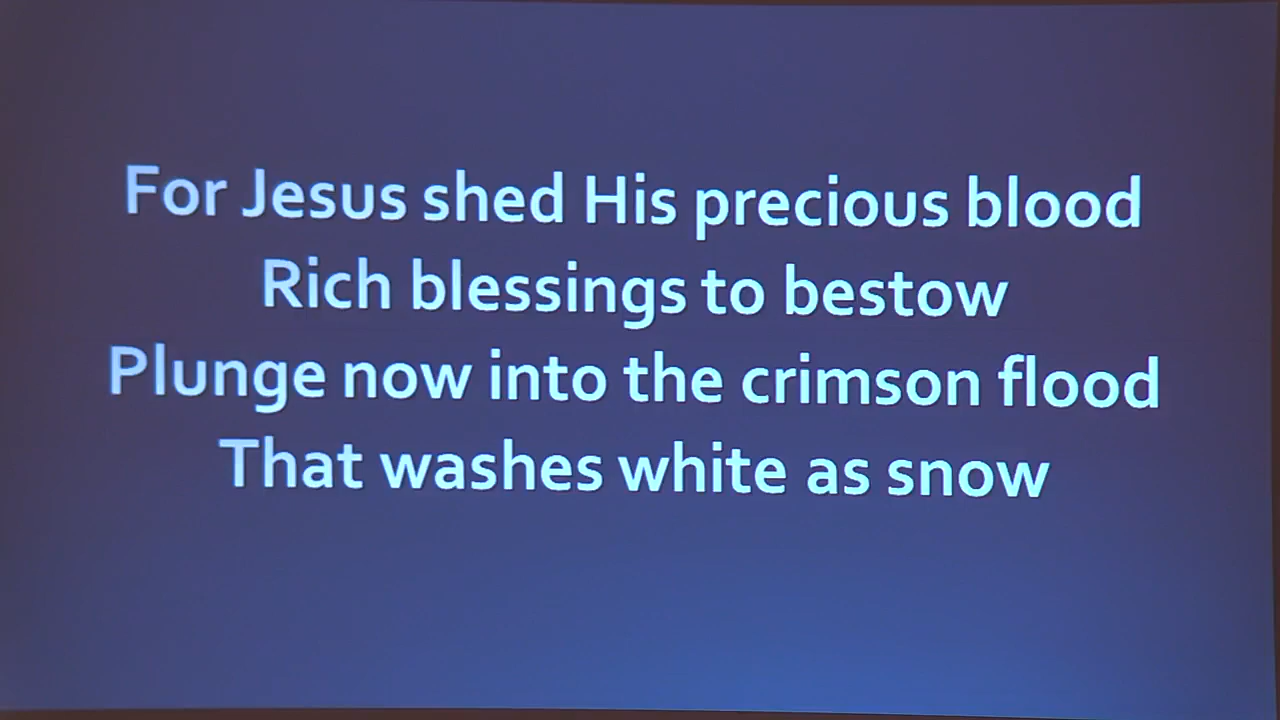 For Jesus shed His precious blood
Rich blessings to bestow
Plunge now into the crimson flood
That washes white as snow